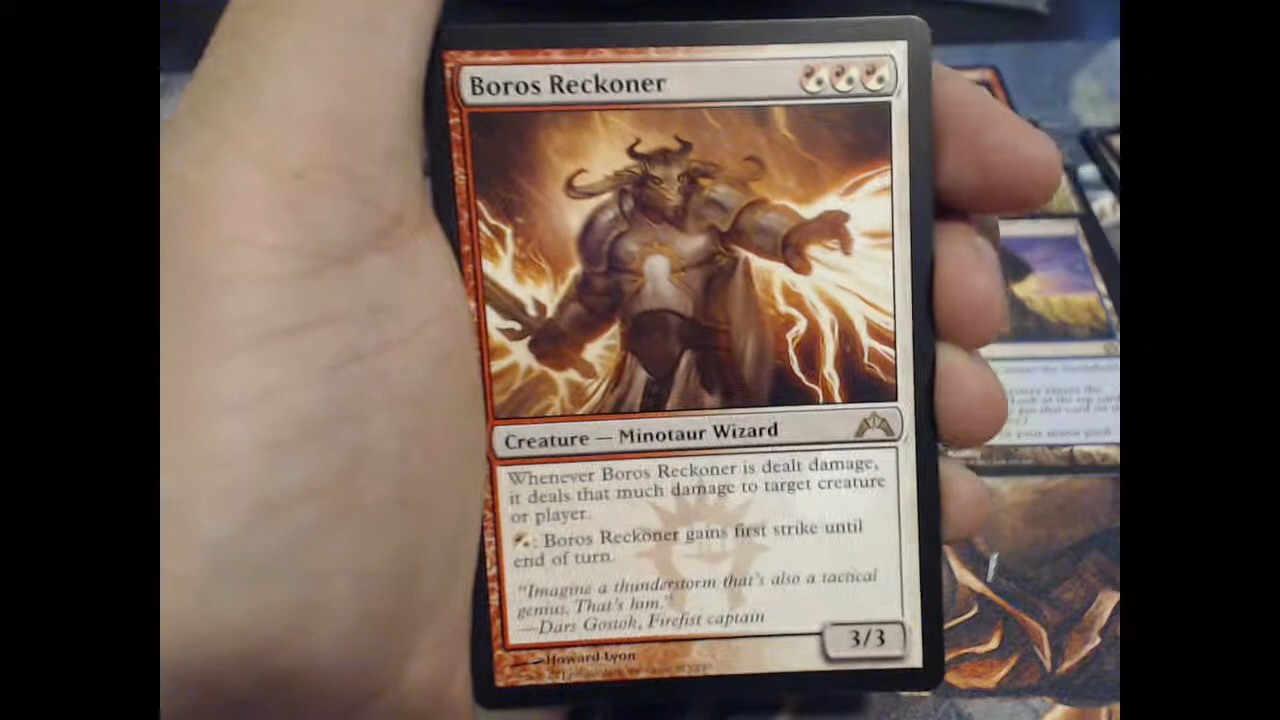 Boros Reckoner
Creature — Minotaur Wizard
Whenever Boros Reckoner is dealt damage,
it deals that much damage to target creature
or player.
: Boros Reckoner gains first strike until
end of turn.
"Imagine a thunderstorm that's also a tactical
genius. That's him."
—Dars Gostok, Firefist captain
3/3
Howard Lyon